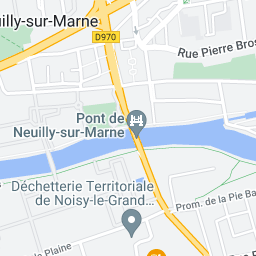 uilly-sur-Marne
D970
Rue Pierre Bros
Pont de
Neuilly-sur-Marne
Déchetterie Territoriale
de Noisy-le-Grand...
Prom. de la Pie Ba
e Plaine